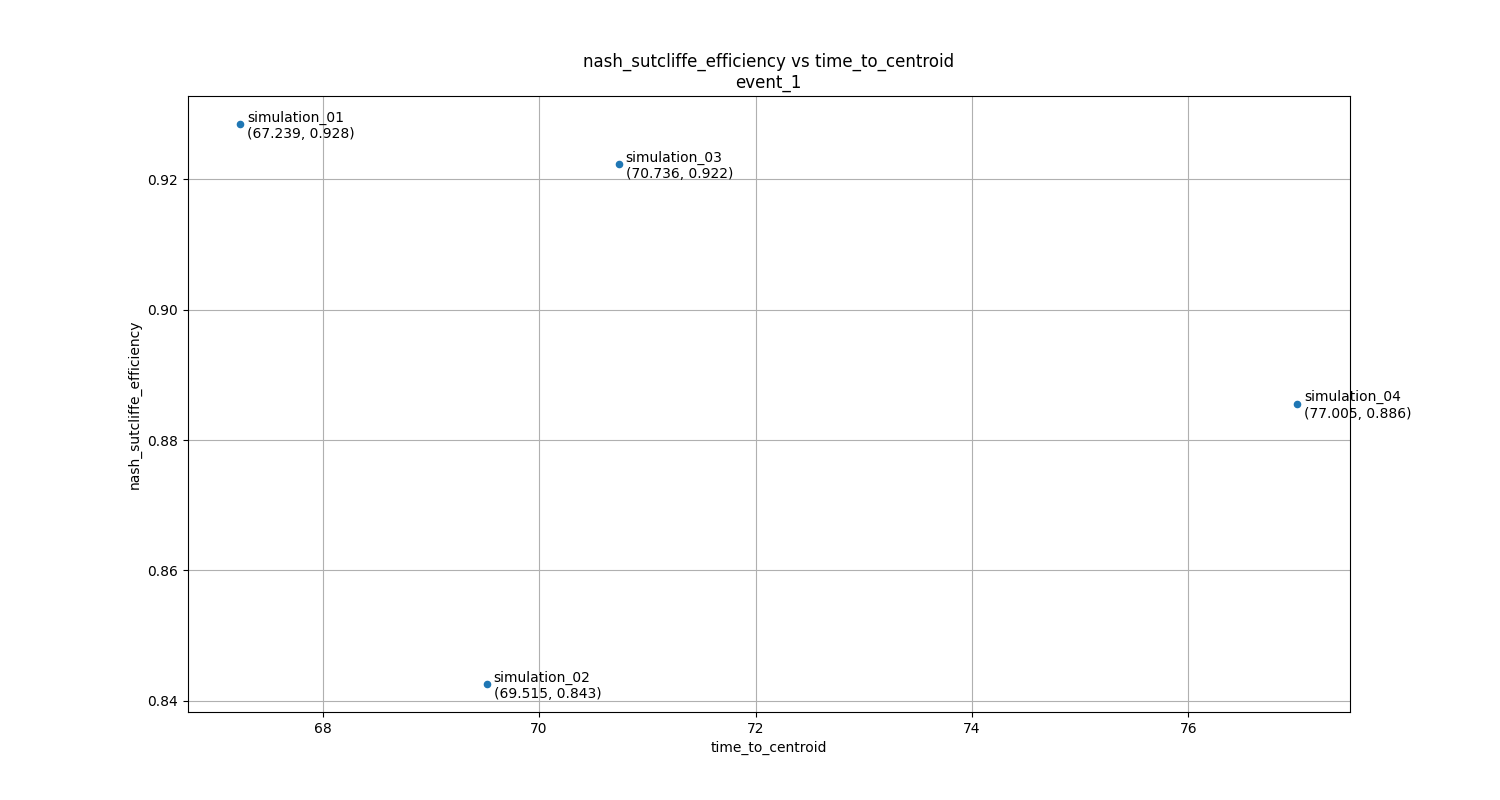 nash_sutcliffe_efficiency vs time_to_centroid
event_1
simulation_01
(67.239, 0.928)
simulation_03
(70.736, 0.922)
0.92
0.90
simulation_04
(77.005, 0.886)
0.88
0.86
simulation_02
(69.515, 0.843)
0.84
nash_sutcliffe_efficiency
68
70
72
74
76
time_to_centroid